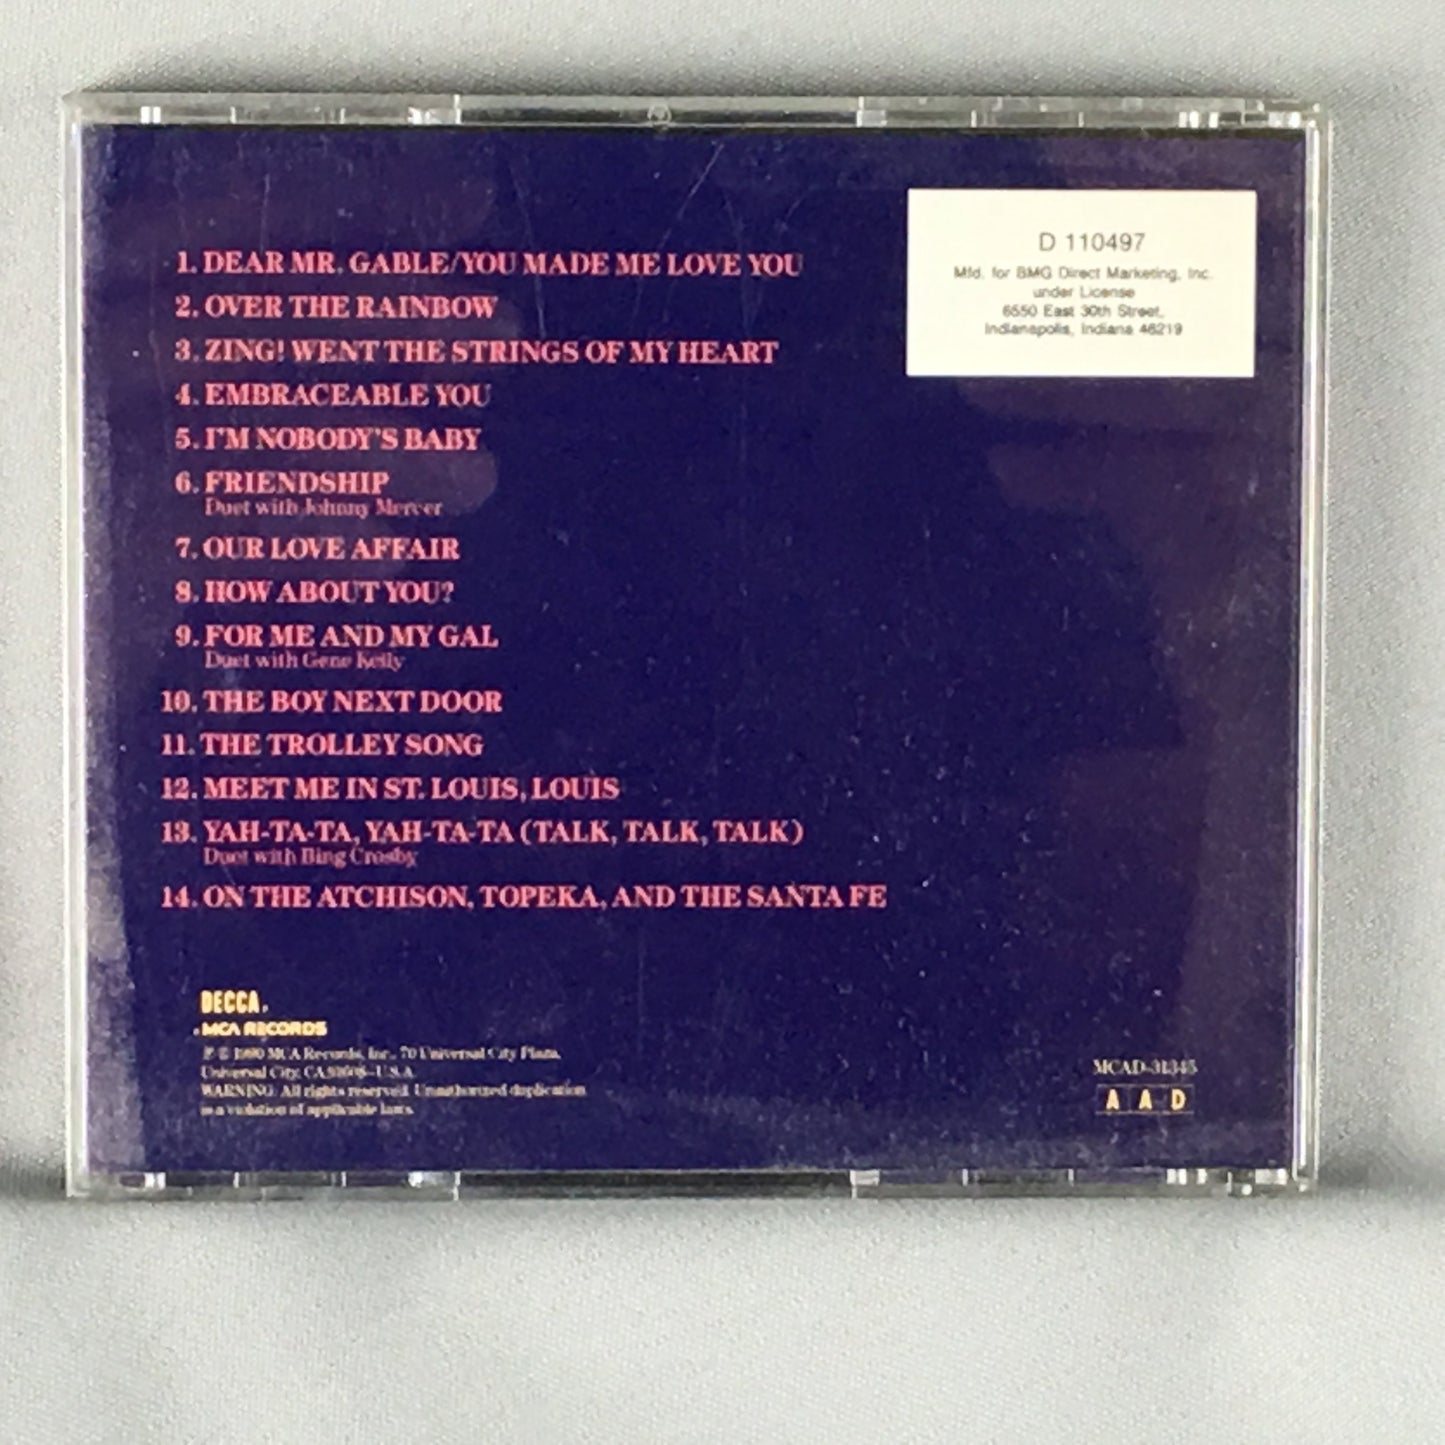 D 110497
Mfd. for BMG Direct Marketing, Inc.
under License
6550 East 30th Street,
Indianapolis, Indiana 46219
1. DEAR MR. GABLE/YOU MADE ME LOVE YOU
2. OVER THE RAINBOW
3. ZING! WENT THE STRINGS OF MY HEART
4. EMBRACEABLE YOU
5. I'M NOBODY'S BABY
6. FRIENDSHIP
Duet with Johnny Mercer
7. OUR LOVE AFFAIR
8. HOW ABOUT YOU?
9. FOR ME AND MY GAL
Duet with Gene Kelly
10. THE BOY NEXT DOOR
11. THE TROLLEY SONG
12. MEET ME IN ST. LOUIS, LOUIS
13. YAH-TA-TA, YAH-TA-TA (TALK, TALK, TALK)
Duet with Bing Crosby
14. ON THE ATCHISON, TOPEKA, AND THE SANTA FE
DECCA
MCA RECORDS
℗ © 1990 MCA Records, Inc., 70 Universal City Plaza,
Universal City, CA 91608–U.S.A.
WARNING: All rights reserved. Unauthorized duplication
is a violation of applicable laws.
MCAD-31345
A A D